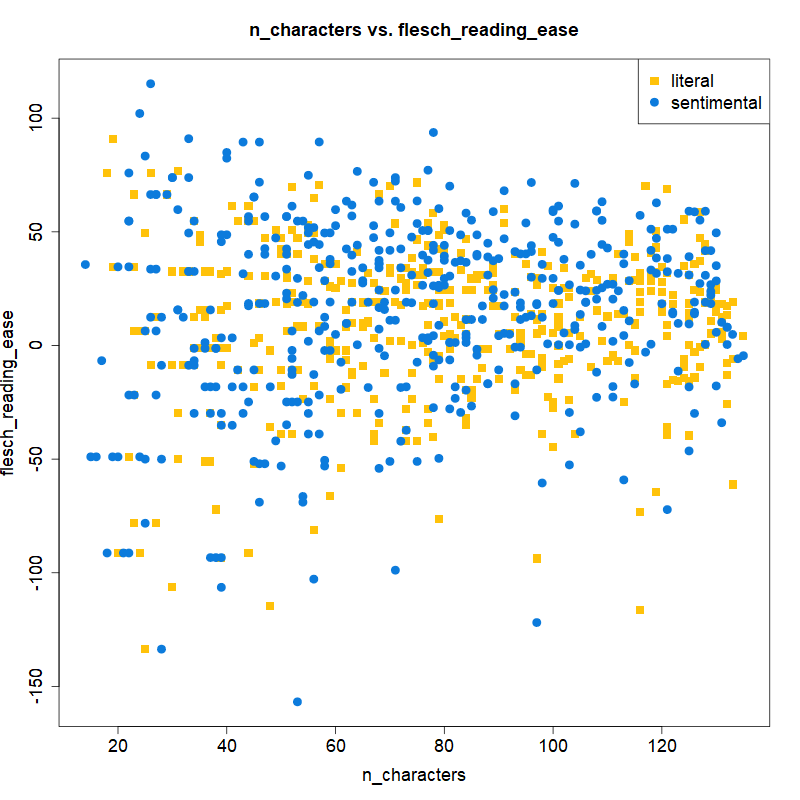 n_characters vs. flesch_reading_ease
literal
sentimental
100
50
0
-50
-100
-150
flesch_reading_ease
20 40 60 80 100 120
n_characters